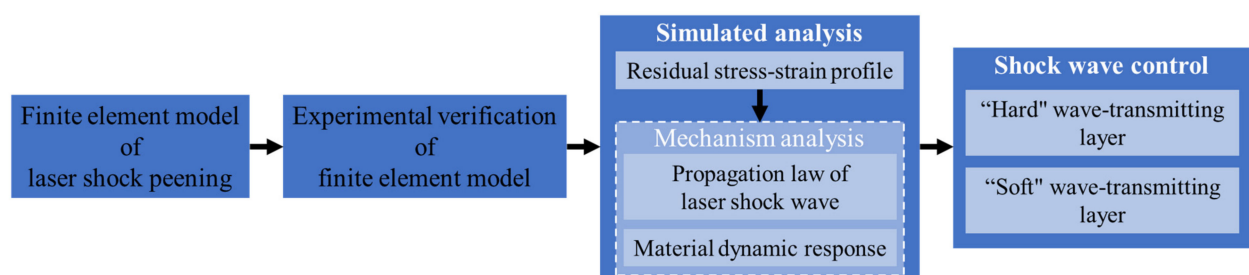 Finite element model
of
laser shock peening
Experimental verification
of
finite element model
Simulated analysis
Residual stress-strain profile
Mechanism analysis
Propagation law of
laser shock wave
Material dynamic response
Shock wave control
“Hard" wave-transmitting
layer
“Soft" wave-transmitting
layer